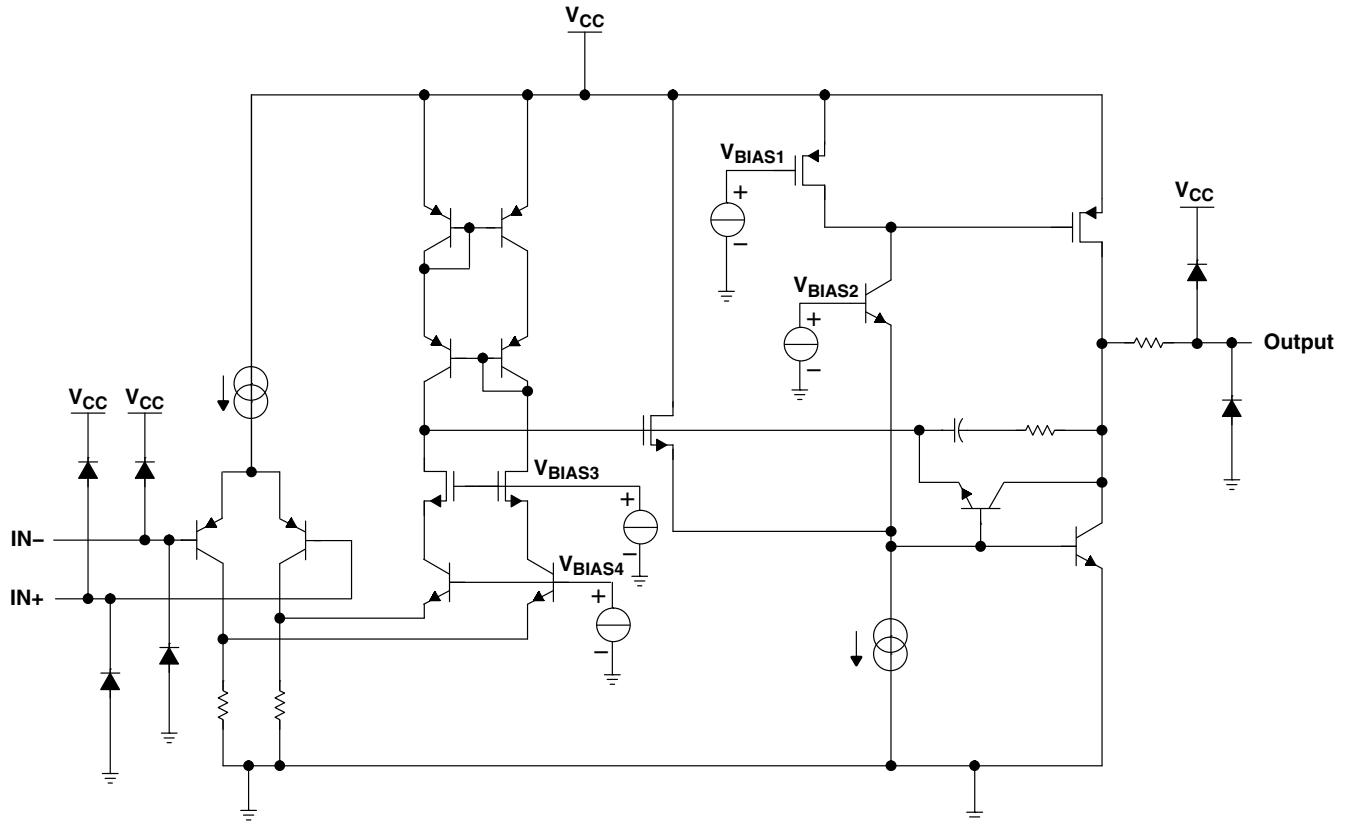 VCC
VBIAS1
+
−
VCC
VBIAS2
+
−
Output
VCC
VCC
VBIAS3
+
−
IN−
IN+
VBIAS4
+
−